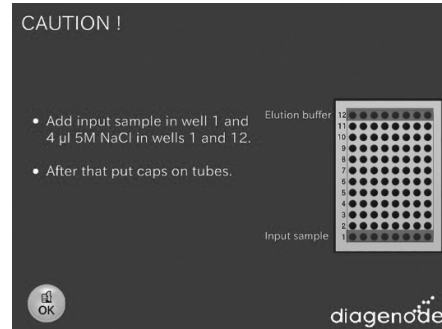 CAUTION !
• Add input sample in well 1 and
4 µl 5M NaCl in wells 1 and 12.
• After that put caps on tubes.
Elution buffer
12
11
10
9
8
7
6
5
4
3
2
1
Input sample
OK
diagenode